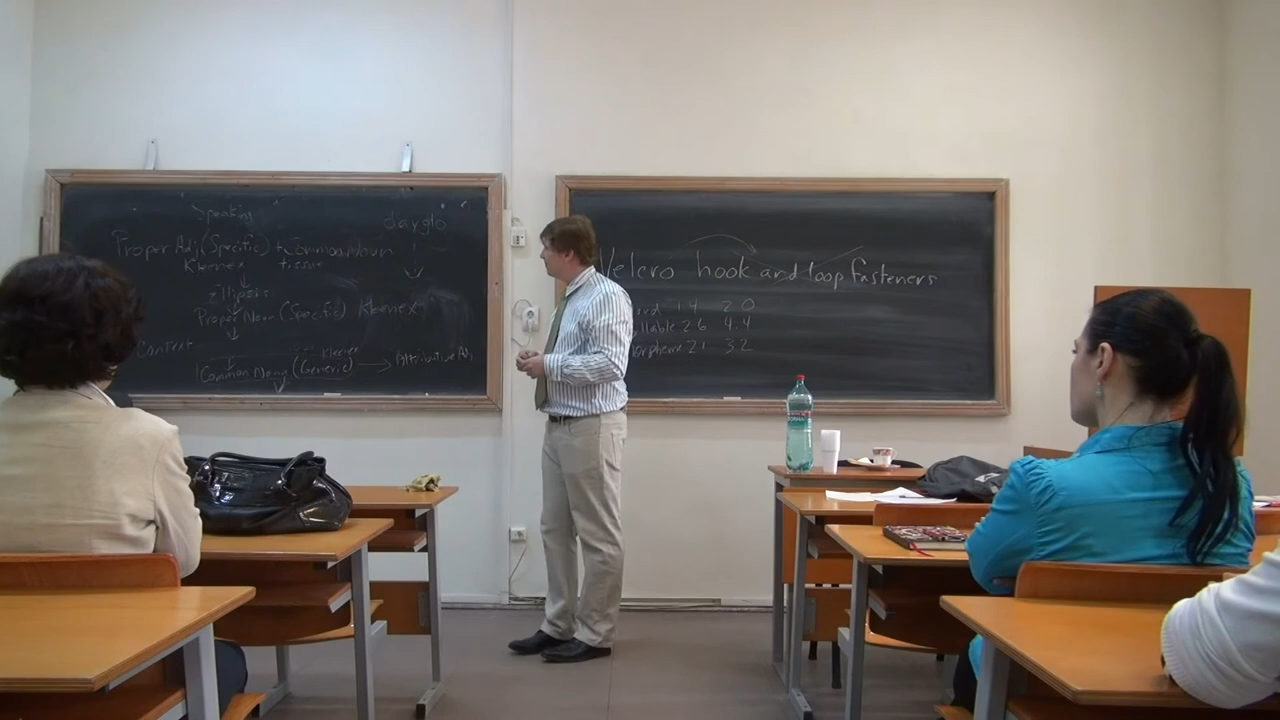 Speaking
dayglo
Proper Adj (Specific) + Common Noun
Kleenex tissue
Ellipsis
Proper Noun (Specific) Kleenex
Context
Kleenex
Common Noun (Generic) → Attributive Adj
Velcro hook and loop fasteners
1.4 2.0
llable 2.6 4.4
orpheme 2.1 3.2